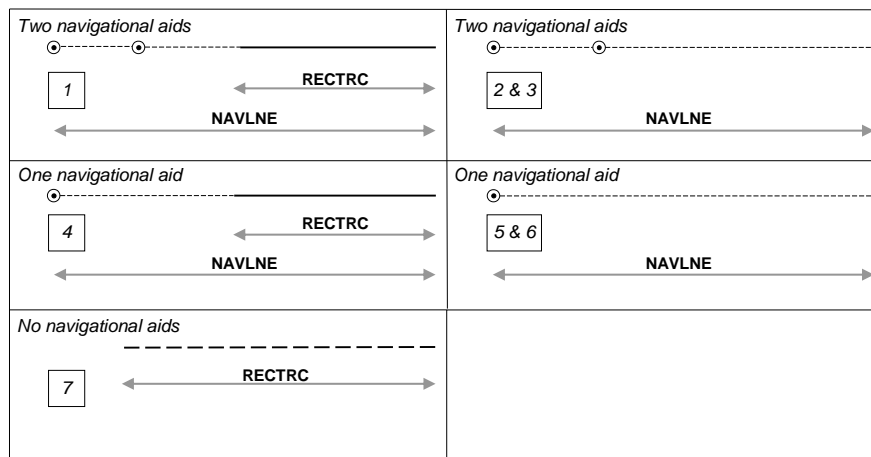 Two navigational aids
1
RECTRC
NAVLNE
Two navigational aids
2 & 3
NAVLNE
One navigational aid
4
RECTRC
NAVLNE
One navigational aid
5 & 6
NAVLNE
No navigational aids
7
RECTRC